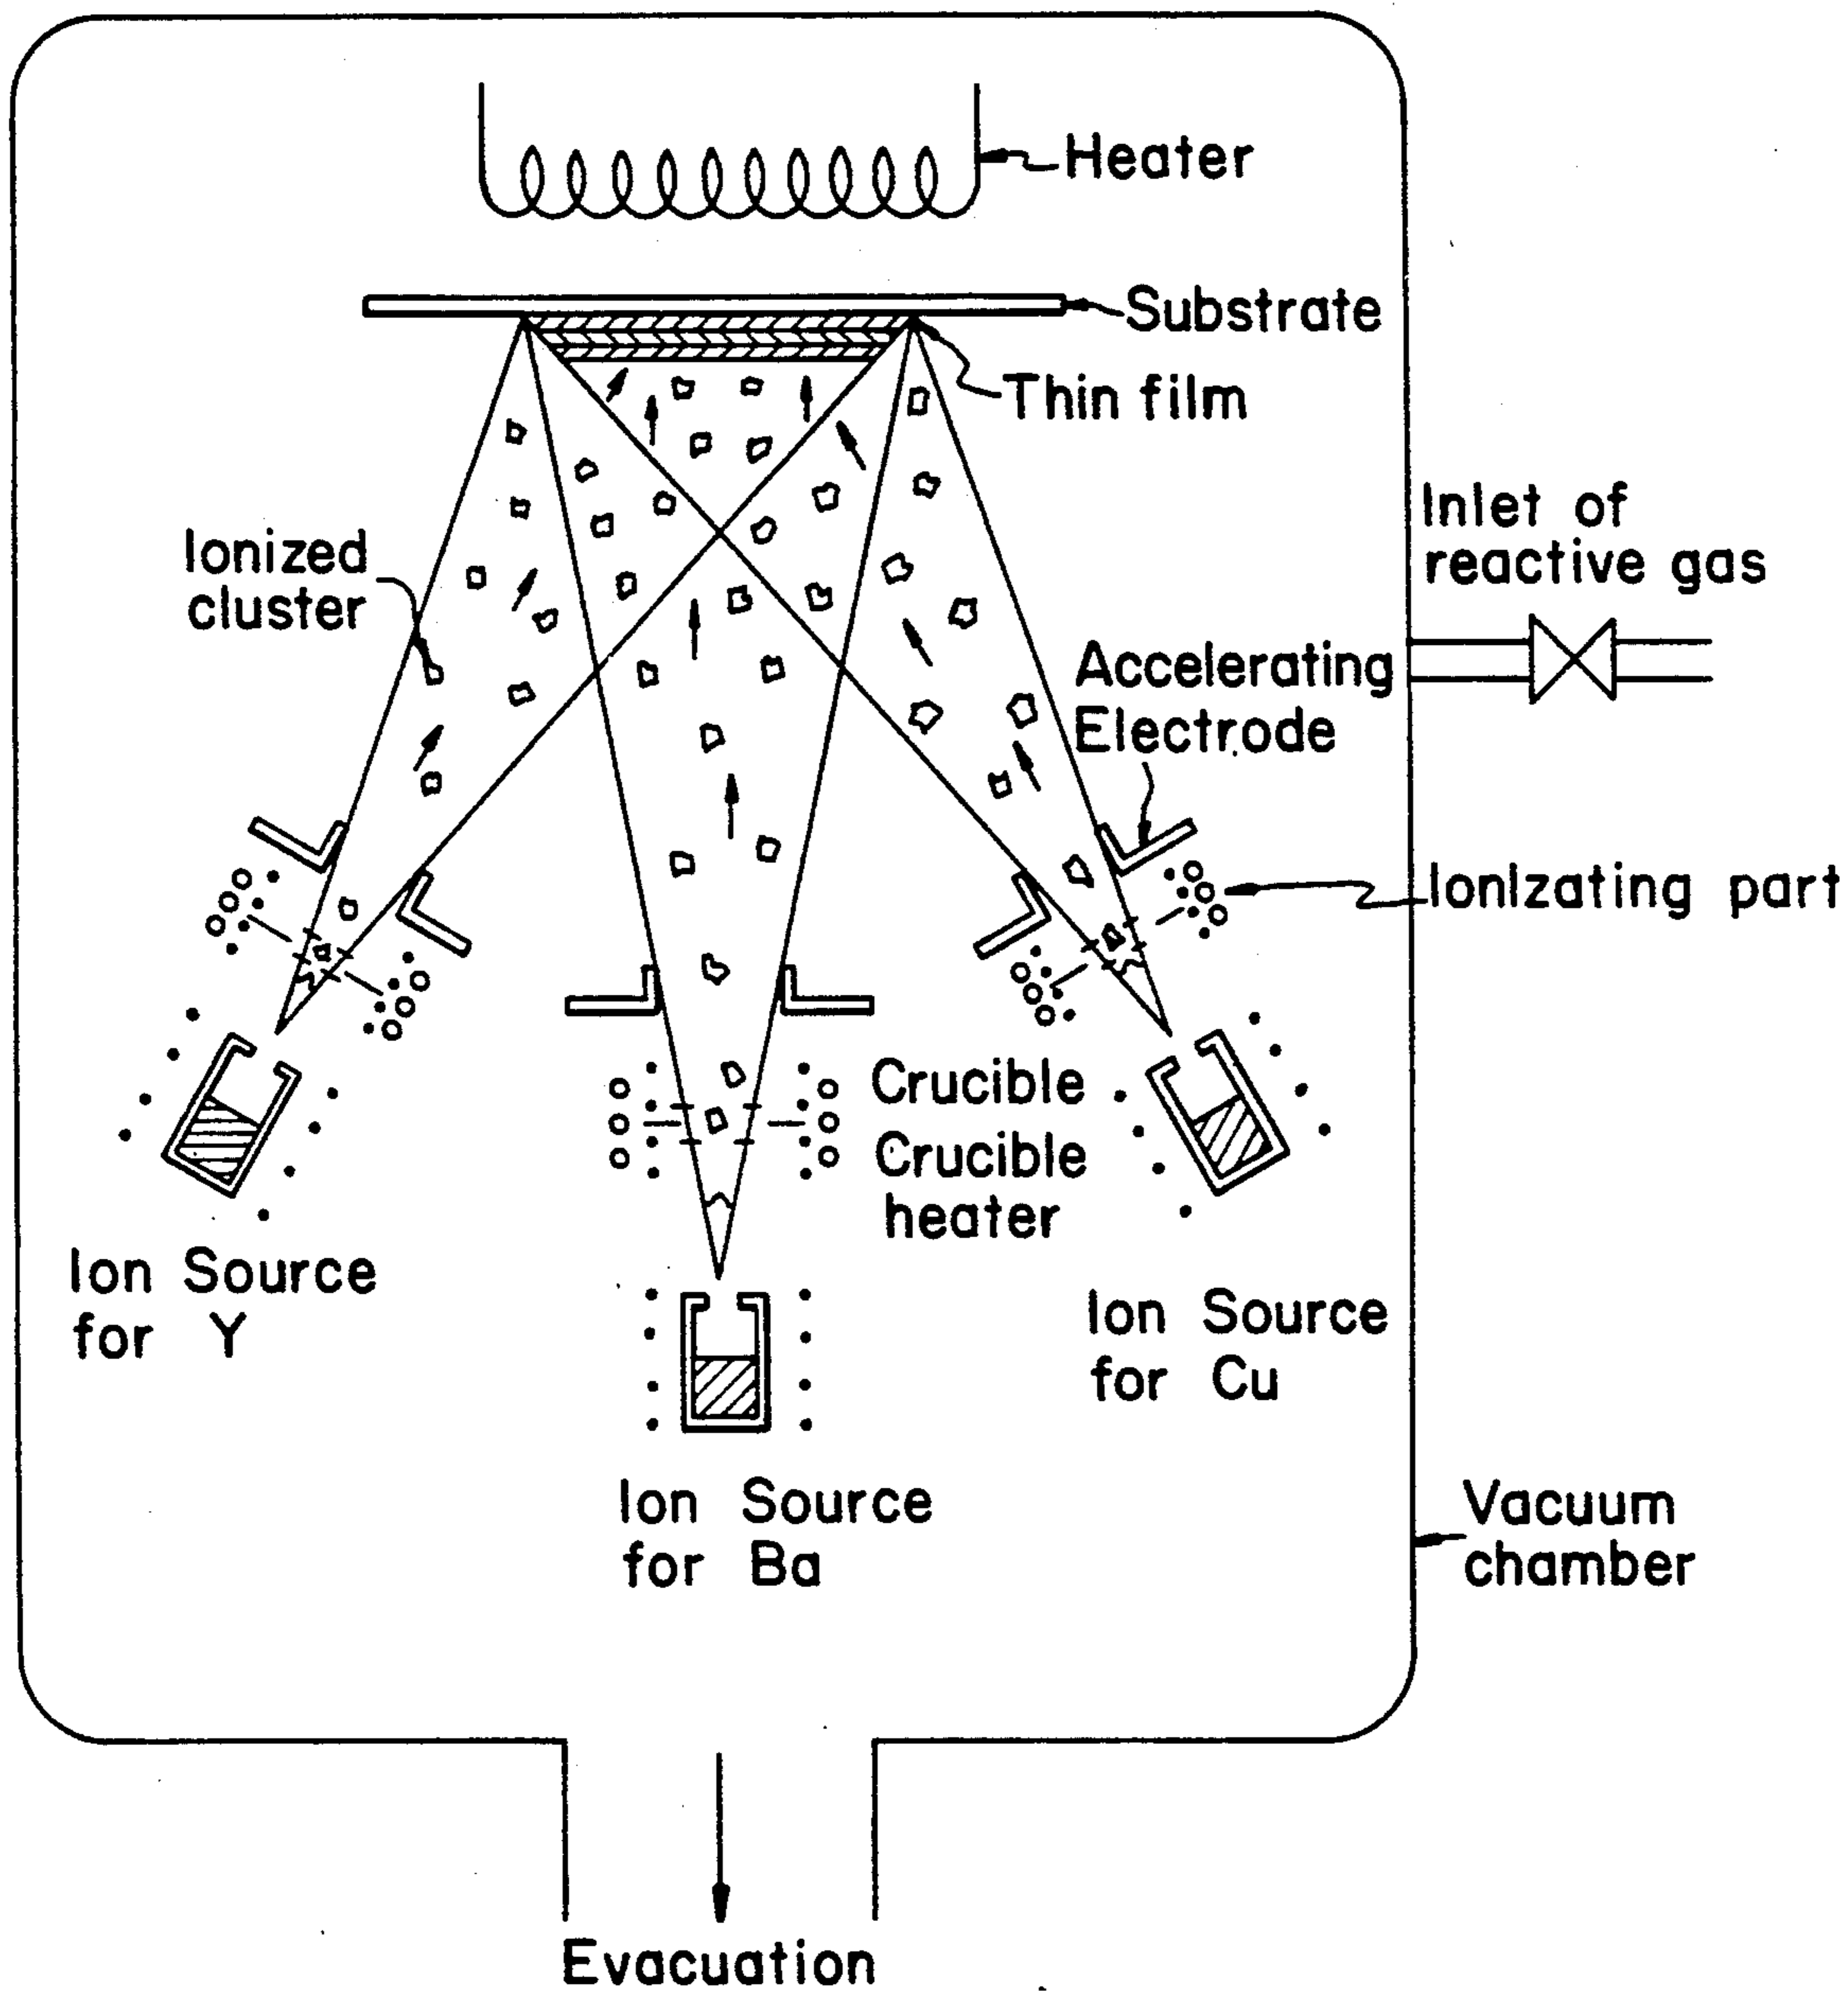 Heater
Substrate
Thin film
Inlet of
reactive gas
Ionized
cluster
Accelerating
Electrode
Ionizating part
Crucible
Crucible
heater
Ion Source
for Y
Ion Source
for Cu
Ion Source
for Ba
Vacuum
chamber
Evacuation